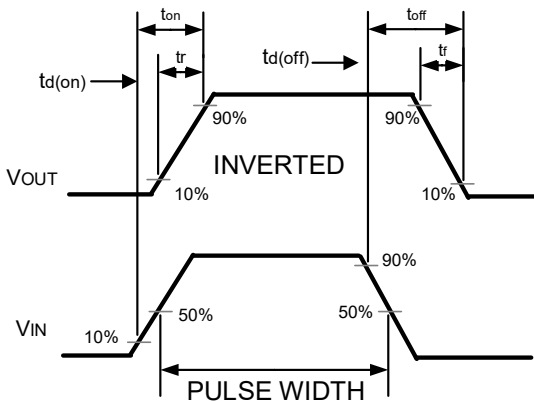 ton
toff
tr
tf
td(on)
td(off)
90%
90%
VOUT
INVERTED
10%
10%
90%
50%
50%
VIN
10%
PULSE WIDTH